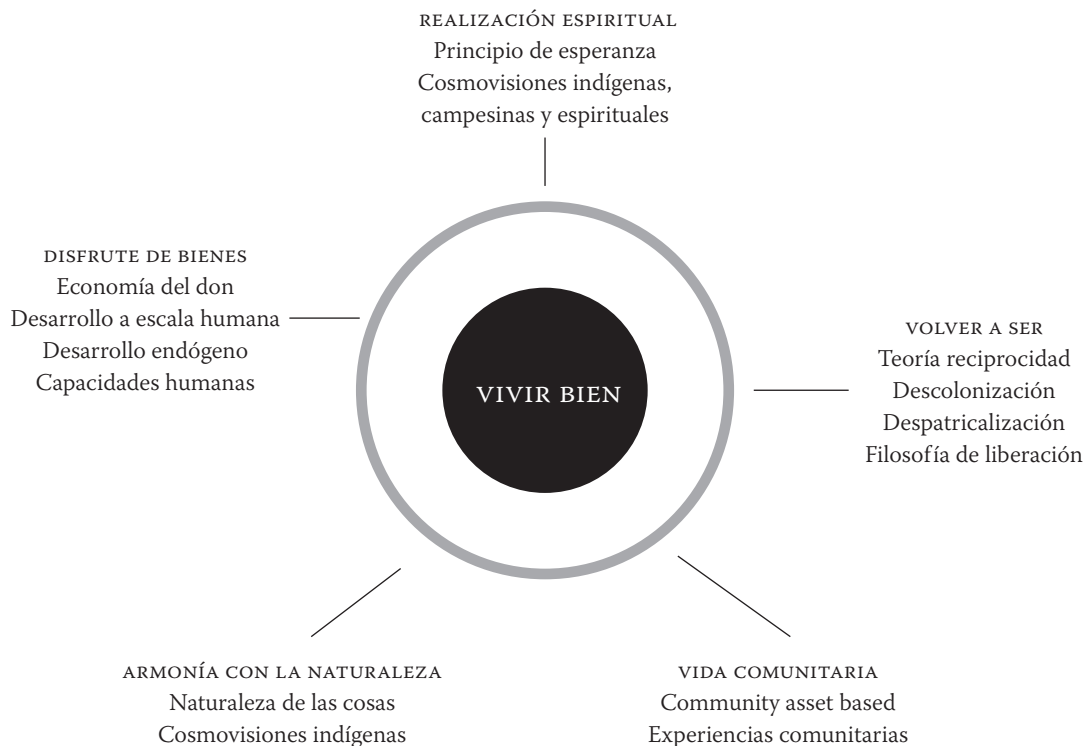 REALIZACIÓN ESPIRITUAL
Principio de esperanza
Cosmovisiones indígenas,
campesinas y espirituales
DISFRUTE DE BIENES
Economía del don
Desarrollo a escala humana
Desarrollo endógeno
Capacidades humanas
VIVIR BIEN
VOLVER A SER
Teoría reciprocidad
Descolonización
Despatricalización
Filosofía de liberación
ARMONÍA CON LA NATURALEZA
Naturaleza de las cosas
Cosmovisiones indígenas
VIDA COMUNITARIA
Community asset based
Experiencias comunitarias